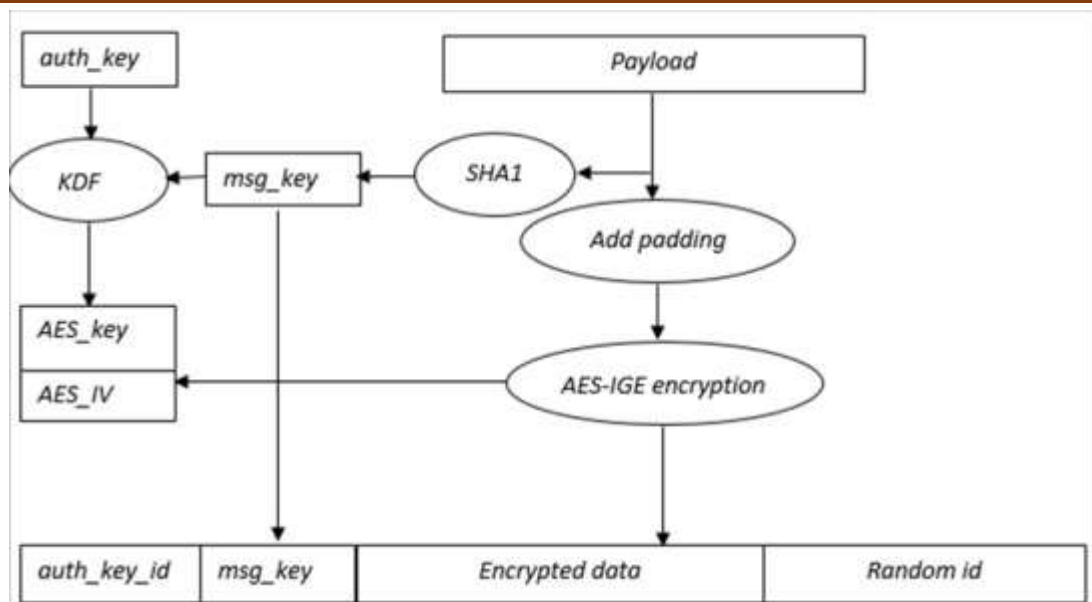 auth_key
Payload
KDF
msg_key
SHA1
Add padding
AES_key
AES_IV
AES-IGE encryption
auth_key_id
msg_key
Encrypted data
Random id